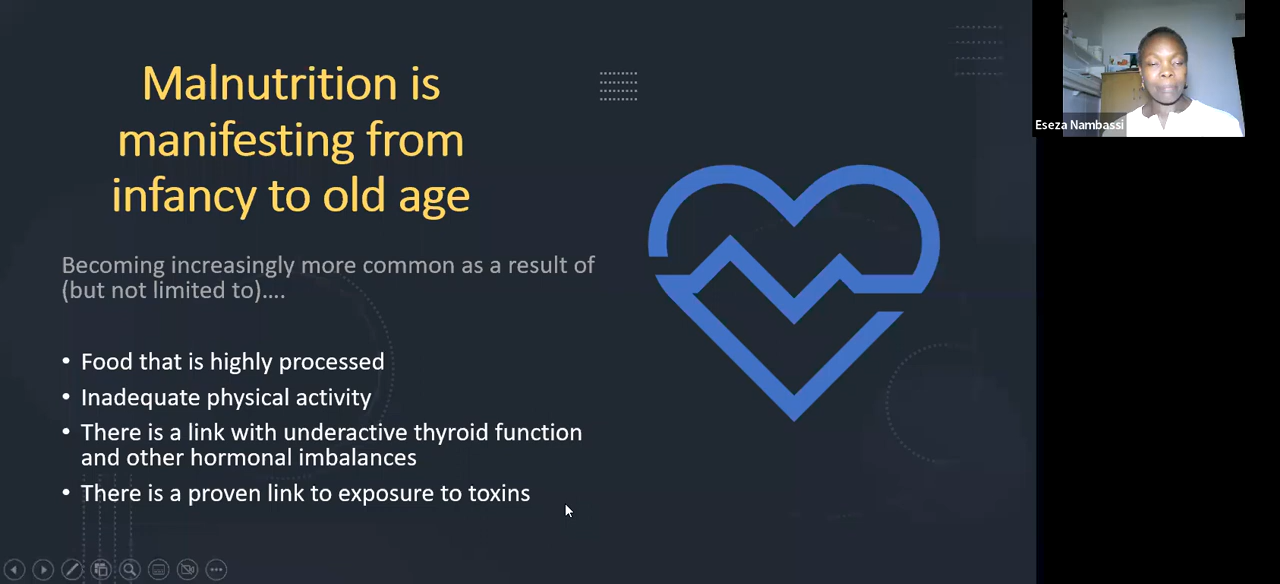 Malnutrition is
manifesting from
infancy to old age
Becoming increasingly more common as a result of
(but not limited to)....
• Food that is highly processed
• Inadequate physical activity
• There is a link with underactive thyroid function
and other hormonal imbalances
• There is a proven link to exposure to toxins
Eseza Nambassi